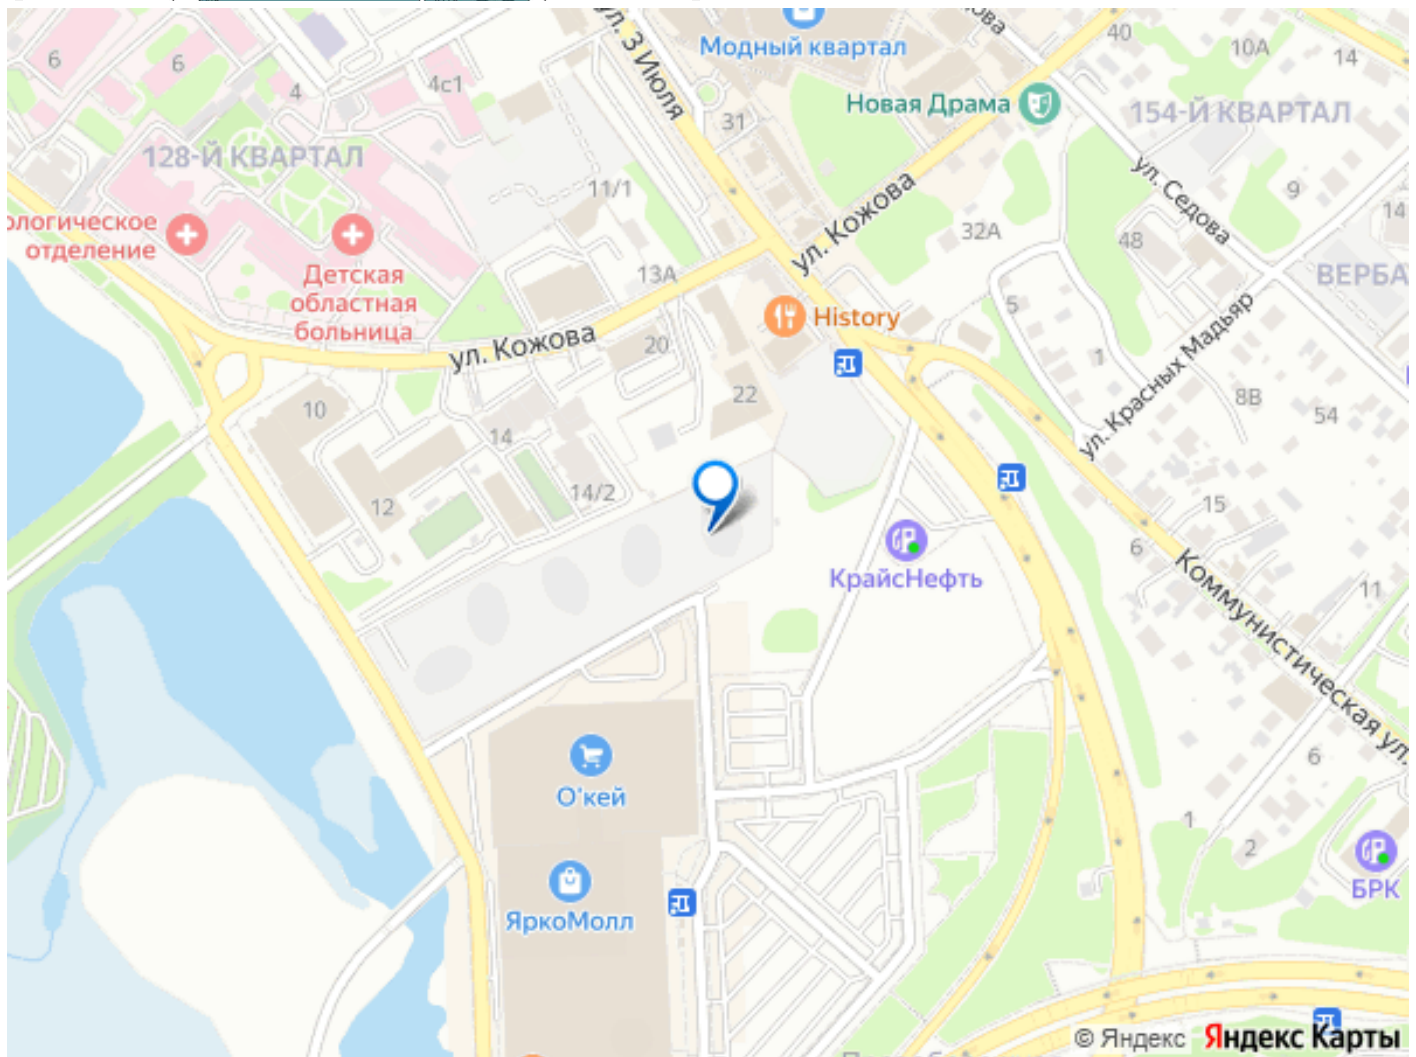 Модный квартал
ова
40
10А
14
6
6
4
4с1
ул. 3 Июля
Новая Драма
154-Й КВАРТАЛ
31
128-Й КВАРТАЛ
11/1
ул. Кожова
ул. Седова
9
14
ологическое
отделение
32А
48
Детская
областная
больница
13А
ВЕРБА
5
History
ул. Кожова
20
1
ул. Красных Мадьяр
22
8В
54
10
14
12
14/2
15
6
КрайсНефть
Коммунистическая ул.
11
О'кей
6
1
2
БРК
ЯркоМолл
© Яндекс Яндекс Карты